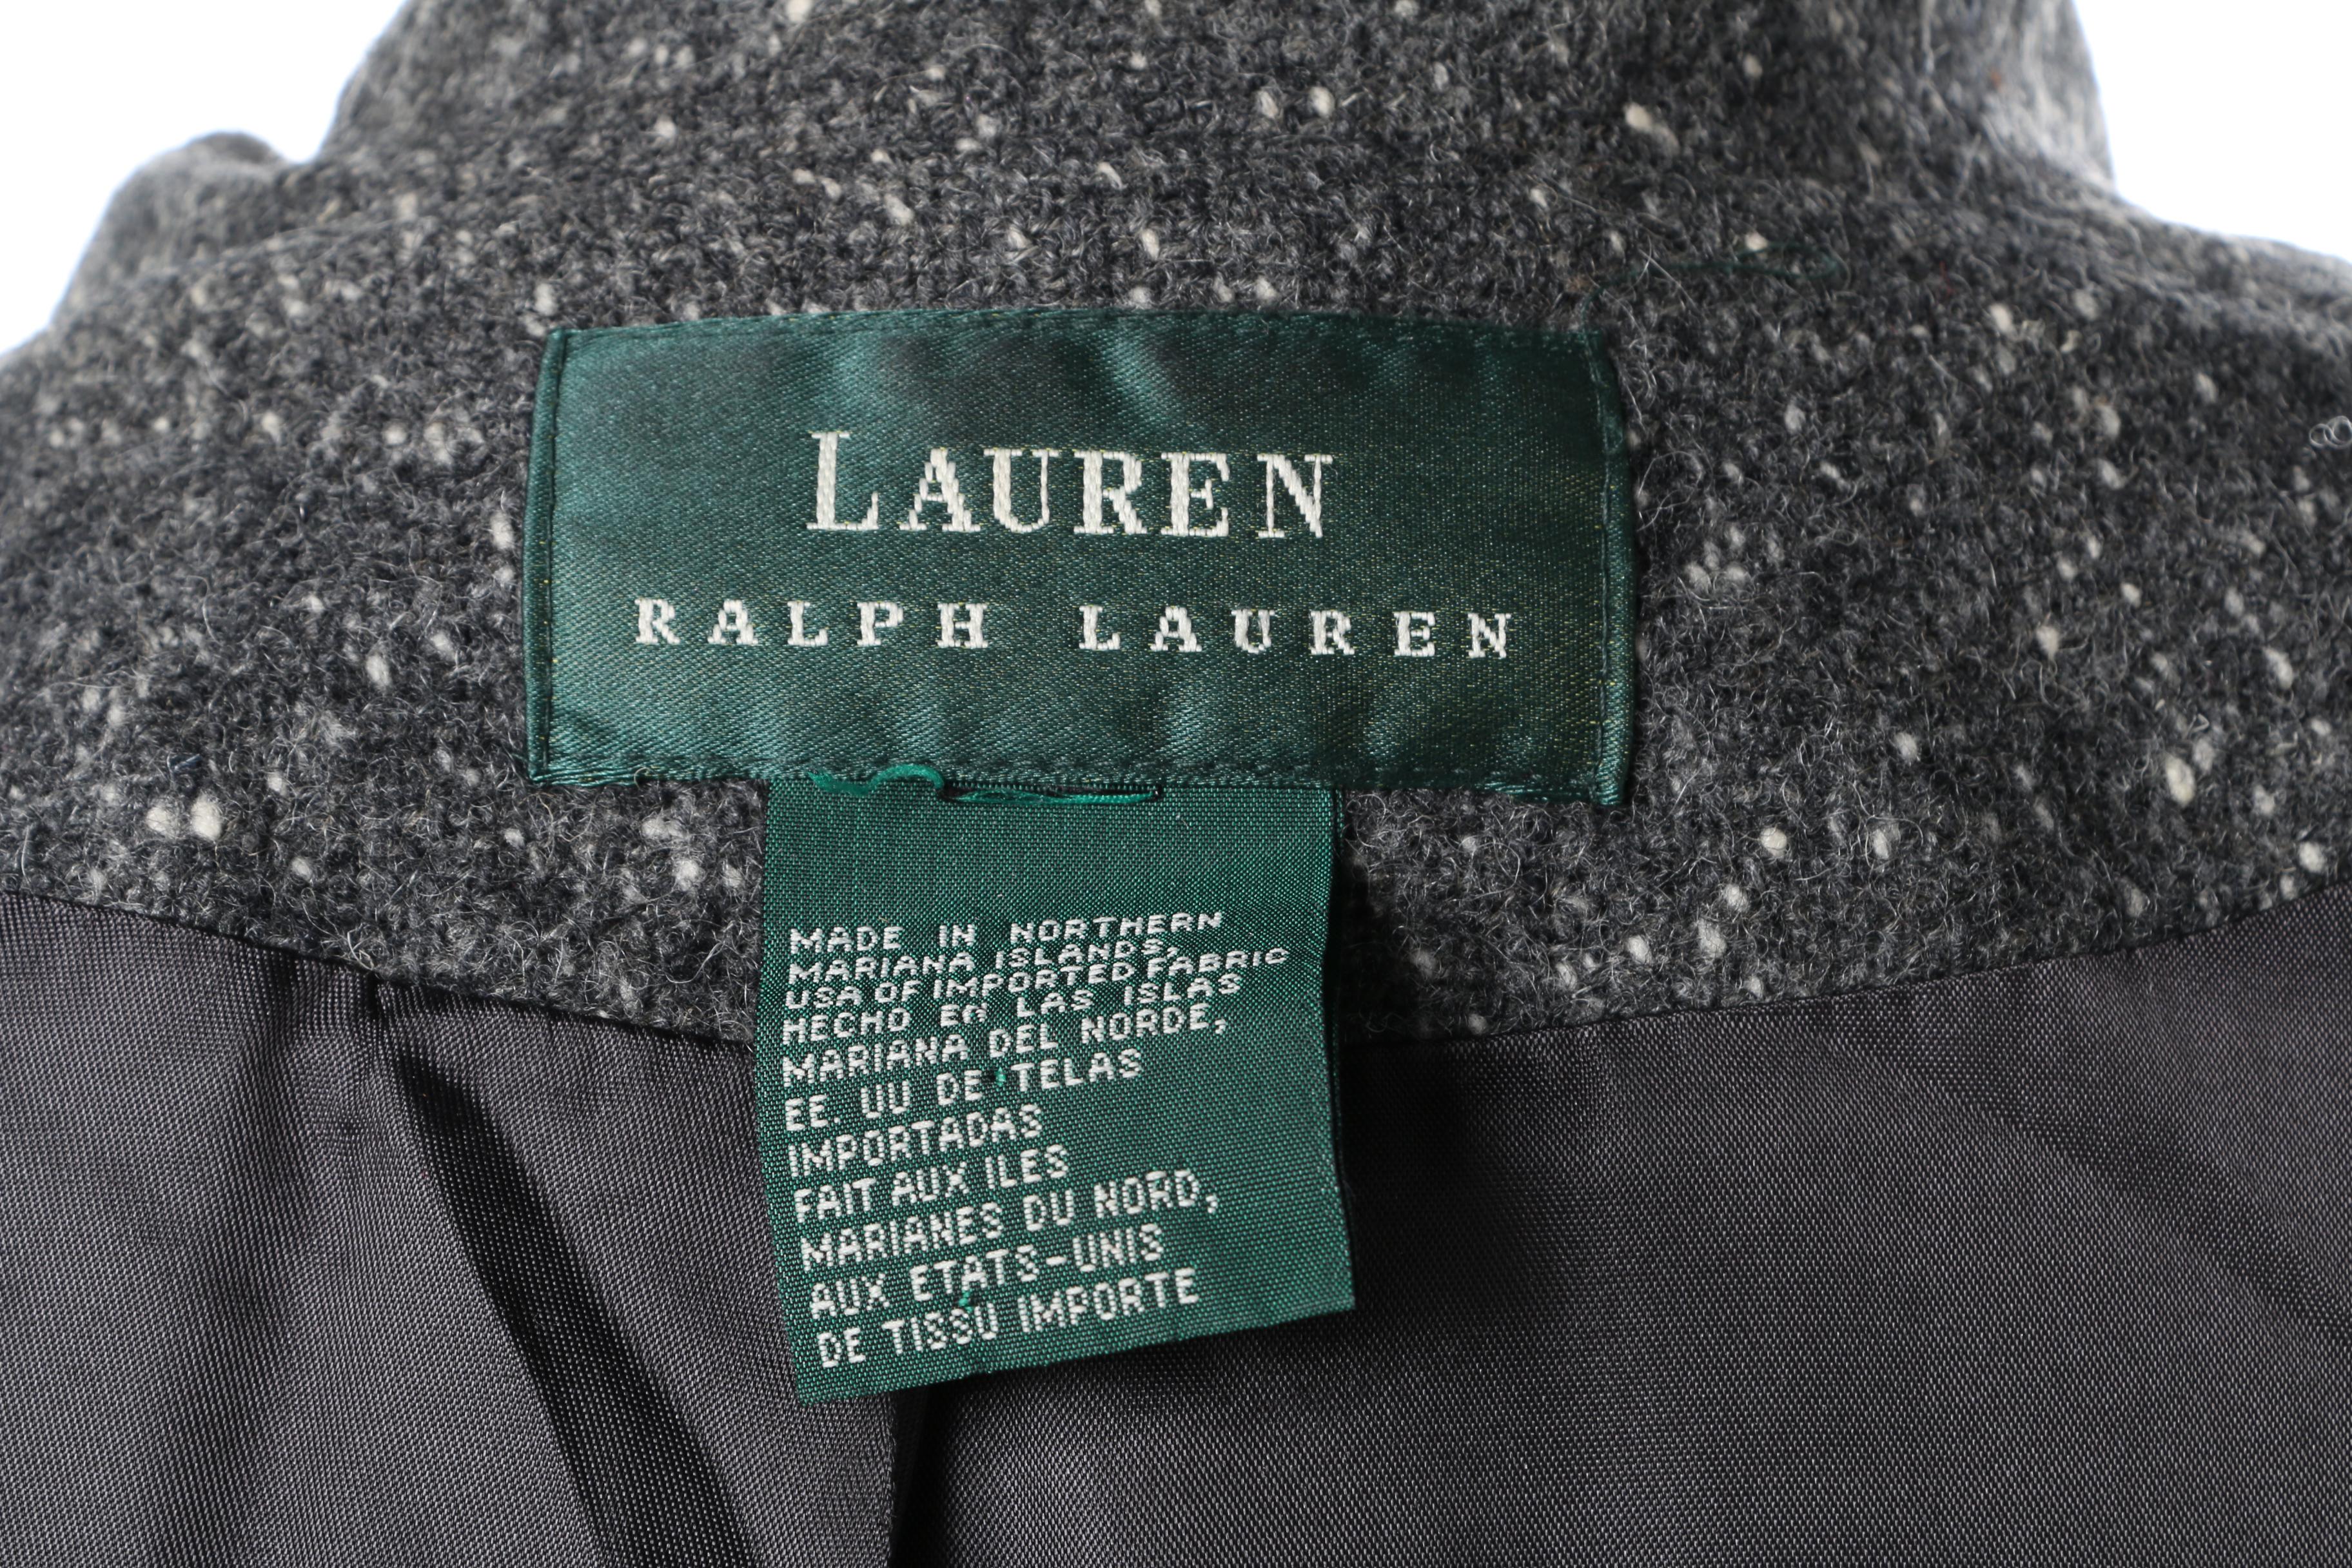 LAUREN
RALPH LAUREN
MADE IN NORTHERN
MARIANA ISLANDS,
USA OF IMPORTED FABRIC
HECHO EN LAS ISLAS
MARIANA DEL NORDE,
EE. UU DE TELAS
IMPORTADAS
FAIT AUX ILES
MARIANES DU NORD,
AUX ETATS-UNIS
DE TISSU IMPORTE